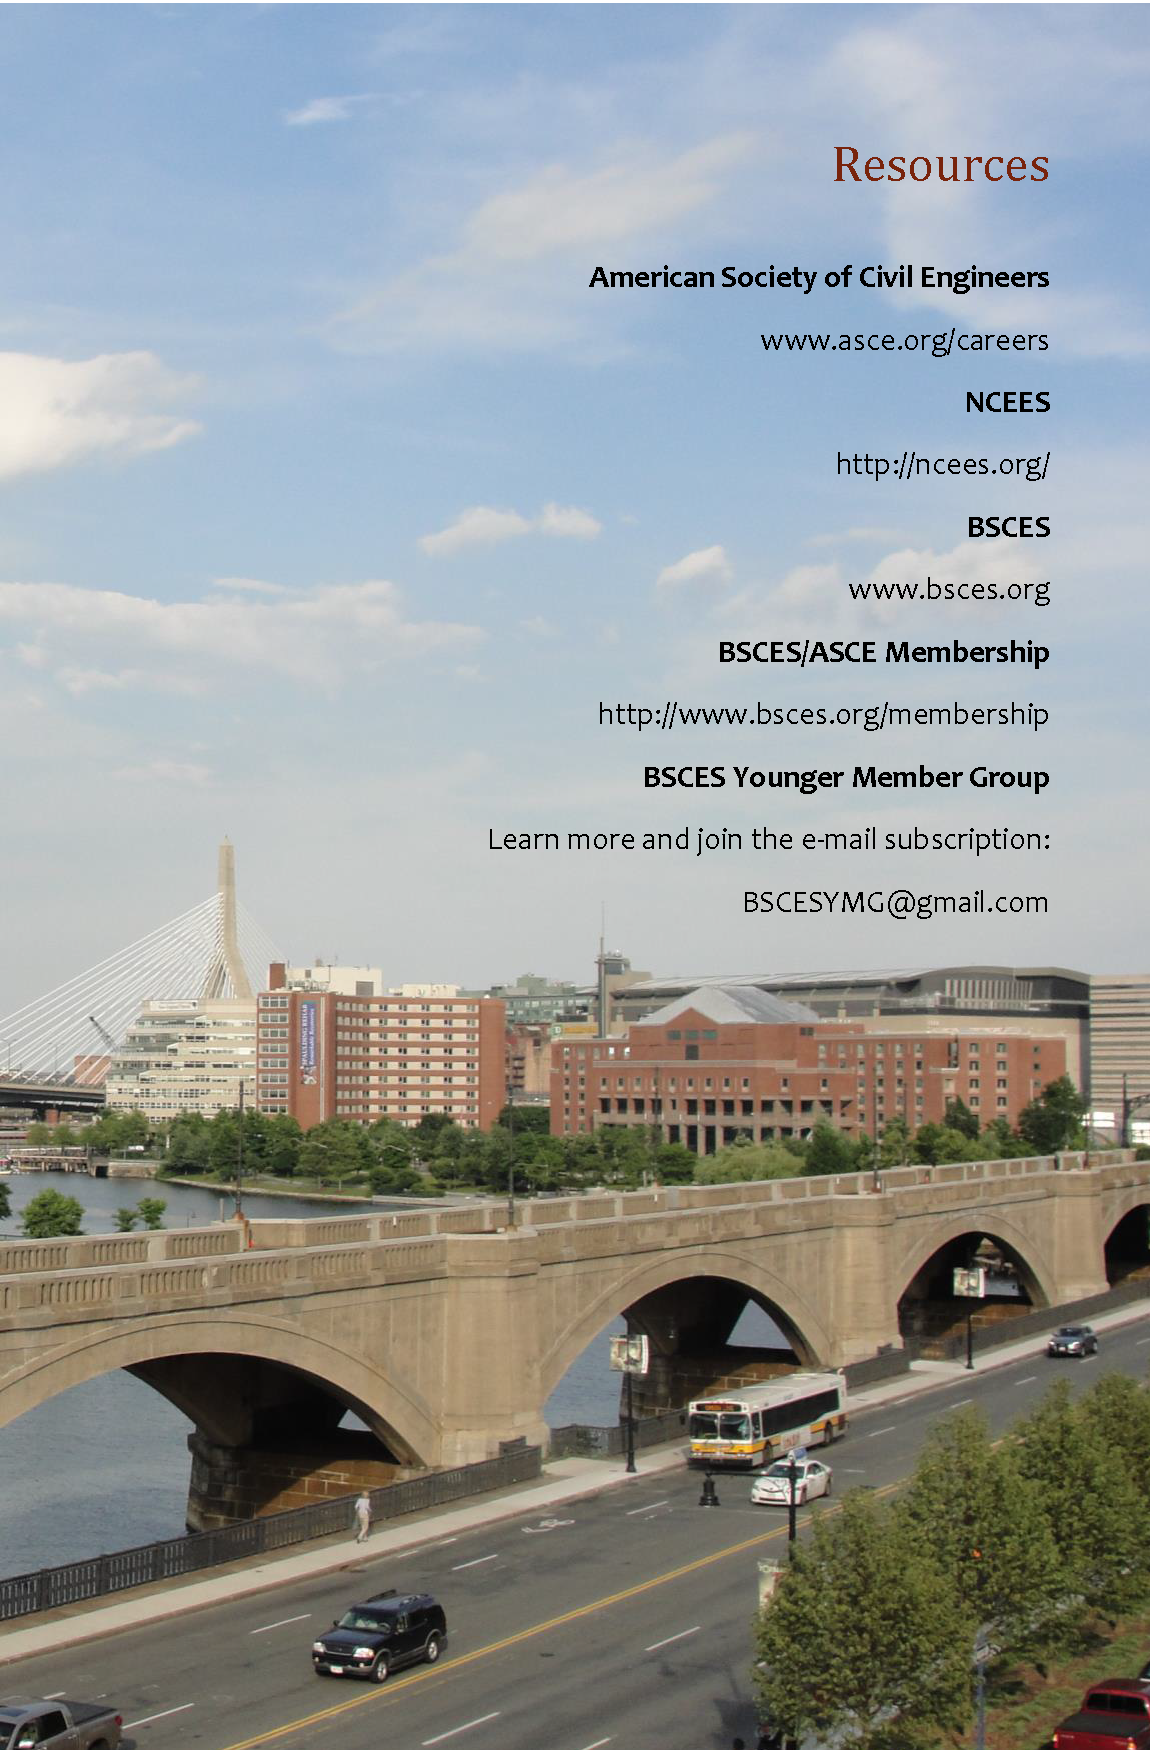 Resources
American Society of Civil Engineers
www.asce.org/careers
NCEES
http://ncees.org/
BSCES
www.bsces.org
BSCES/ASCE Membership
http://www.bsces.org/membership
BSCES Younger Member Group
Learn more and join the e-mail subscription:
BSCESYMG@gmail.com
SPAULDING REHAB